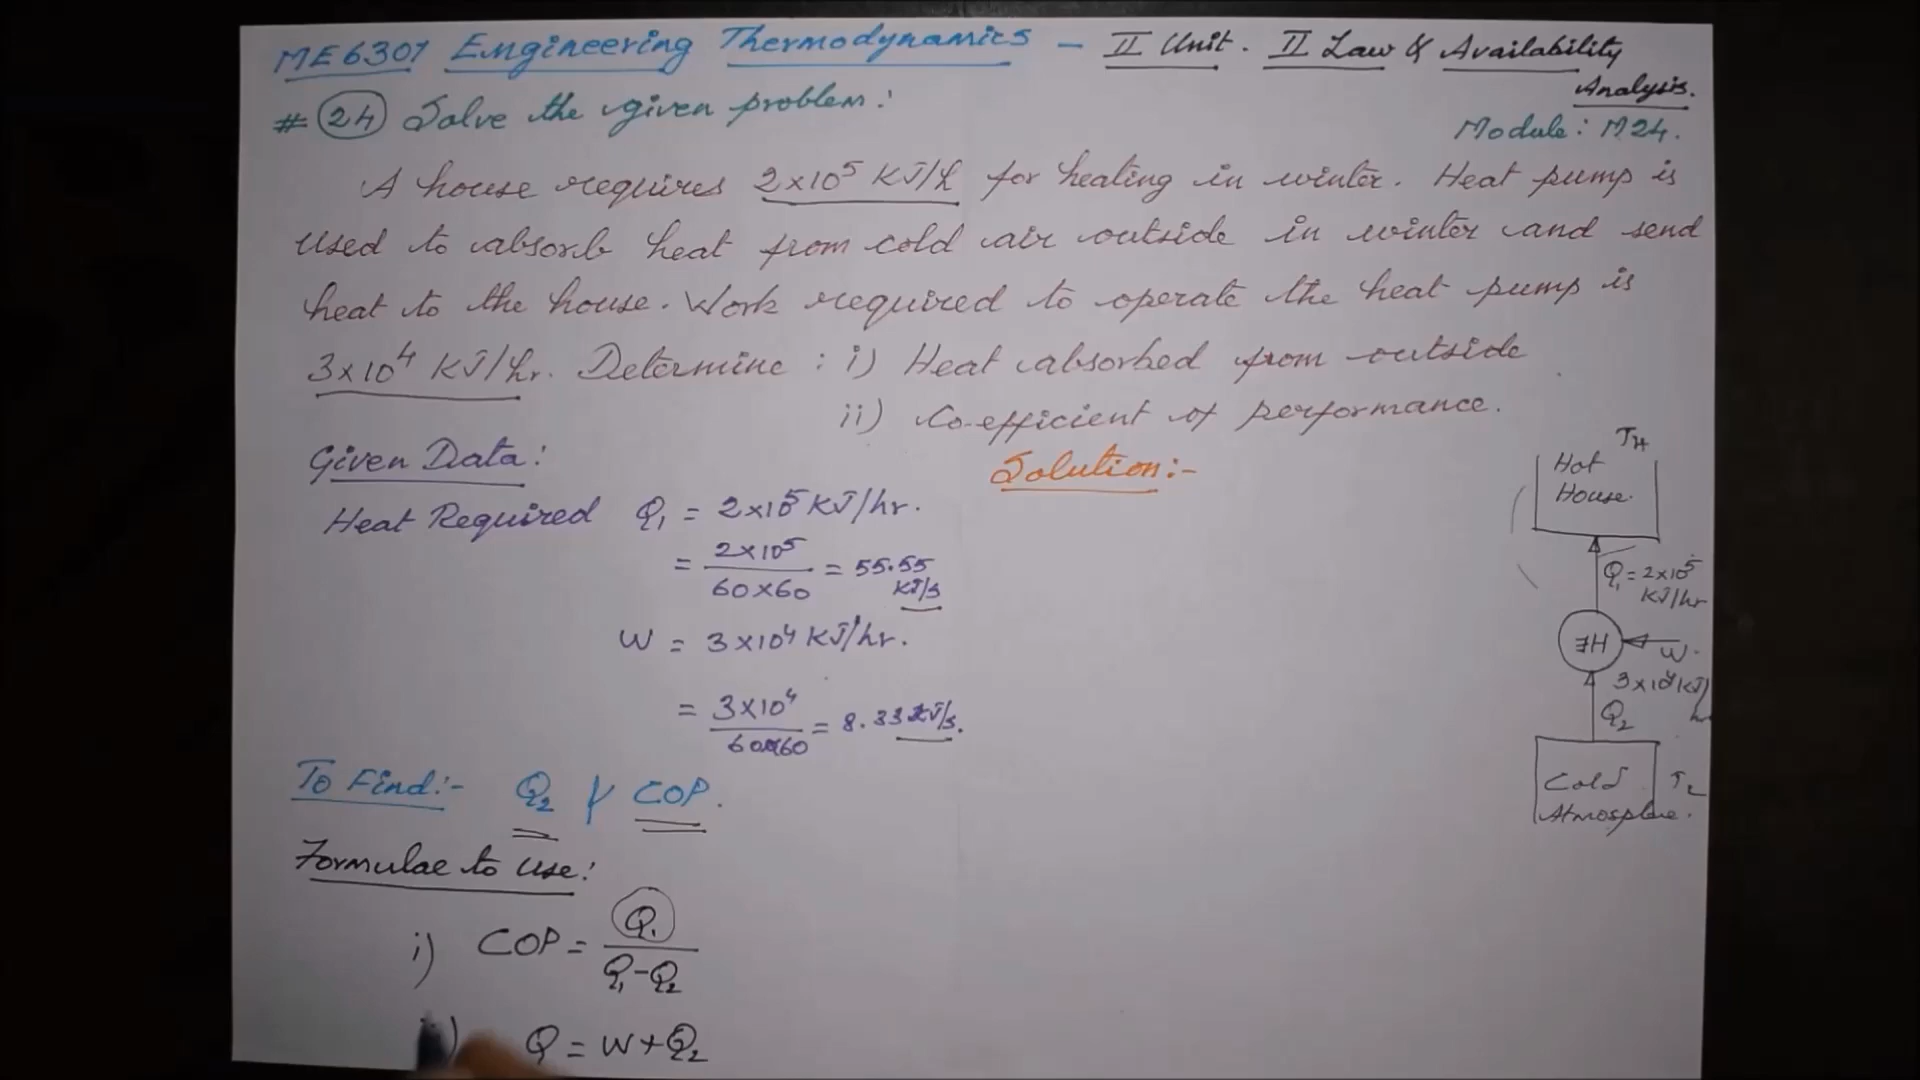 ME6301 Engineering Thermodynamics - II Unit. II Law & Availability
Analysis.
# 24 Solve the given problem:
Module: M24.
A house requires 2×10⁵ KJ/h for heating in winter. Heat pump is
used to absorb heat from cold air outside in winter and send
heat to the house. Work required to operate the heat pump is
3×10⁴ KJ/hr. Determine: i) Heat absorbed from outside
ii) Co-efficient of performance.
Given Data:
Heat Required Q₁ = 2×10⁵ KJ/hr.
= 2×10⁵ / 60×60 = 55.55
KJ/s
W = 3×10⁴ KJ/hr.
= 3×10⁴ / 60×60 = 8.33 KJ/s.
To Find:- Q₂ & COP.
Formulae to use:
i) COP = Q₁ / Q₁-Q₂
Q = W+Q₂
Solution:-
T_H
Hot
House.
Q₁ = 2×10⁵
KJ/hr
W.
3×10⁴ KJ/
hr
Q₂
Cold
Atmosphere.